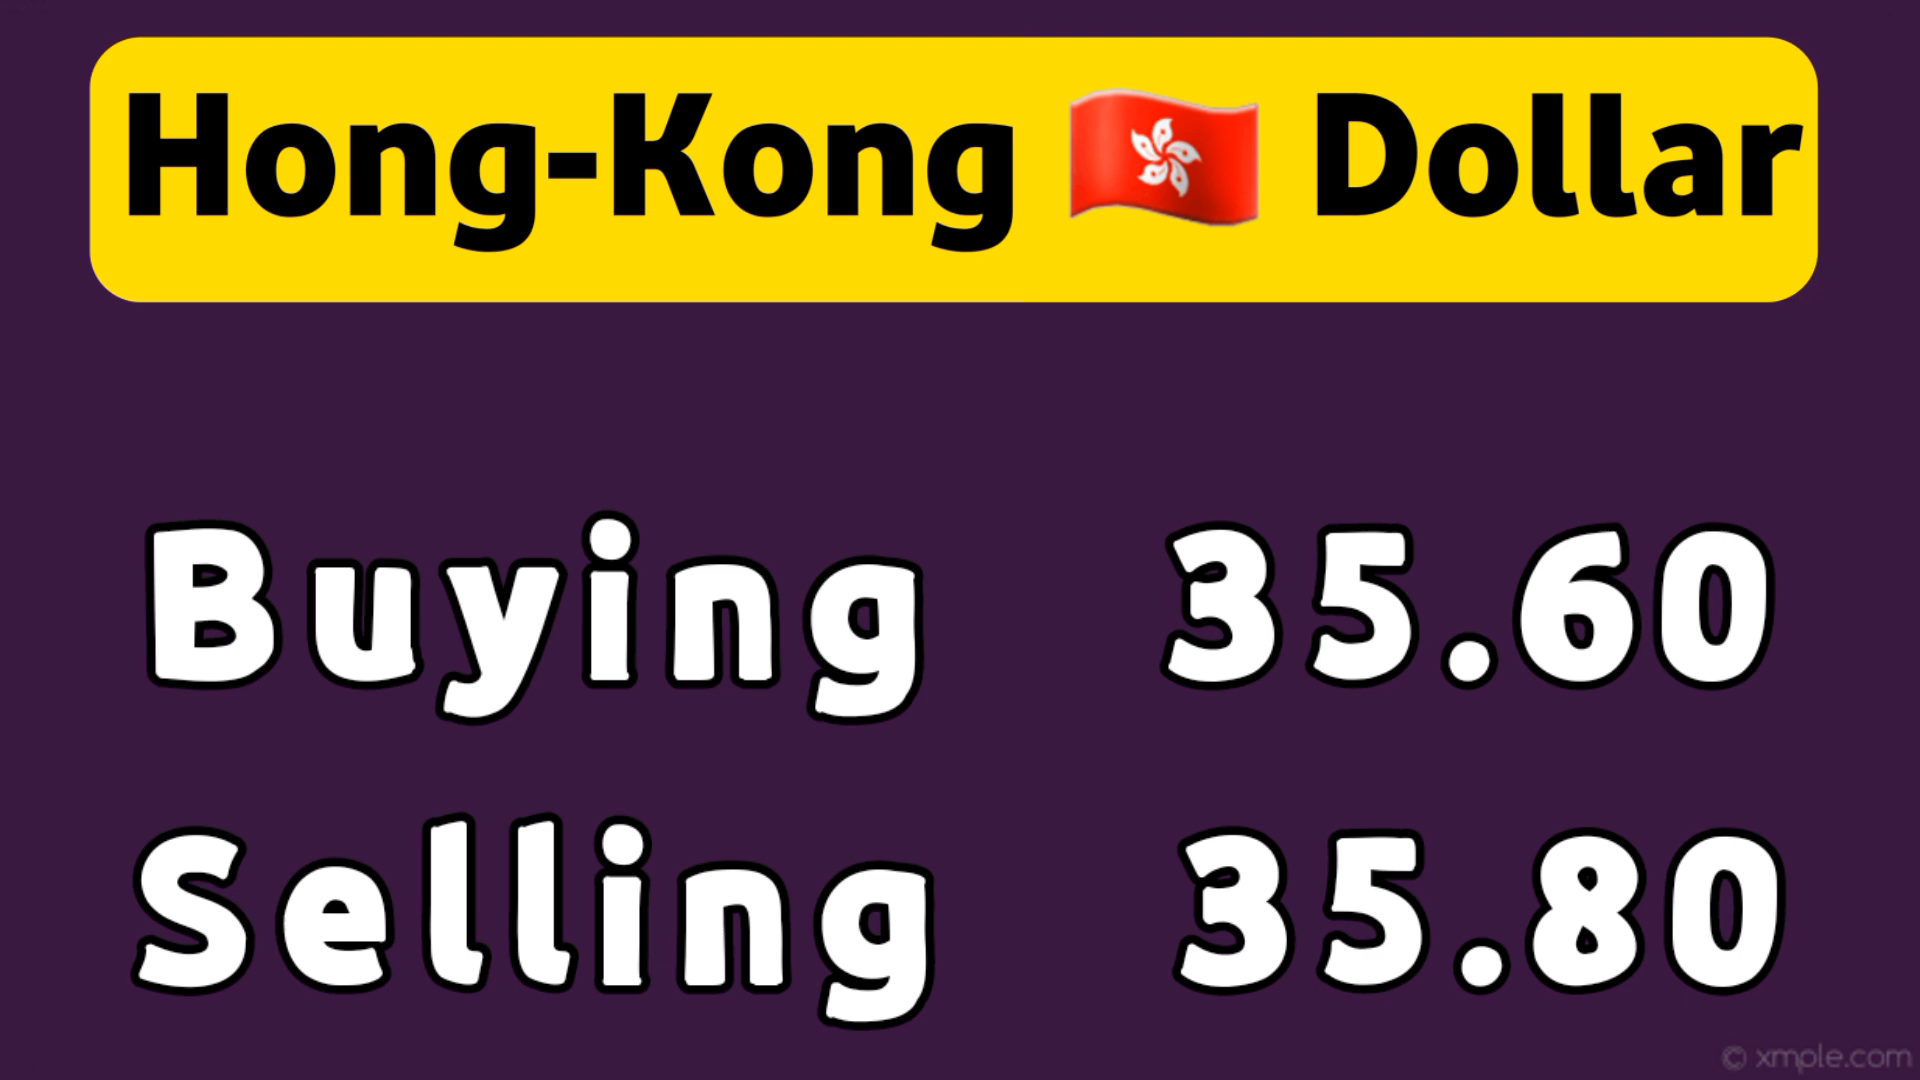 Hong-Kong 🇭🇰 Dollar
Buying 35.60
Selling 35.80
© xmple.com